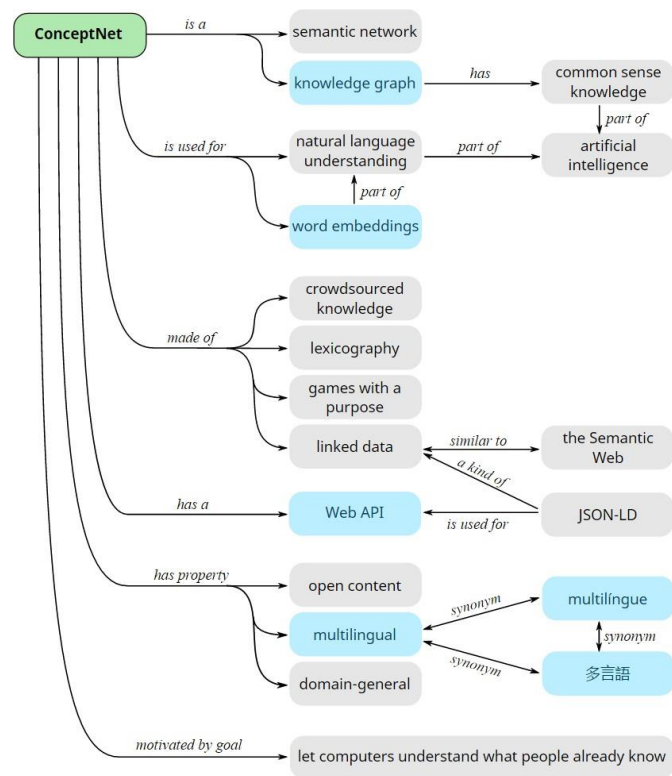 ConceptNet
is a
semantic network
knowledge graph
has
common sense
knowledge
part of
is used for
natural language
understanding
part of
artificial
intelligence
part of
word embeddings
crowdsourced
knowledge
made of
lexicography
games with a
purpose
linked data
similar to
the Semantic
Web
a kind of
has a
Web API
is used for
JSON-LD
has property
open content
multilingual
synonym
multilíngue
synonym
synonym
多言語
domain-general
motivated by goal
let computers understand what people already know